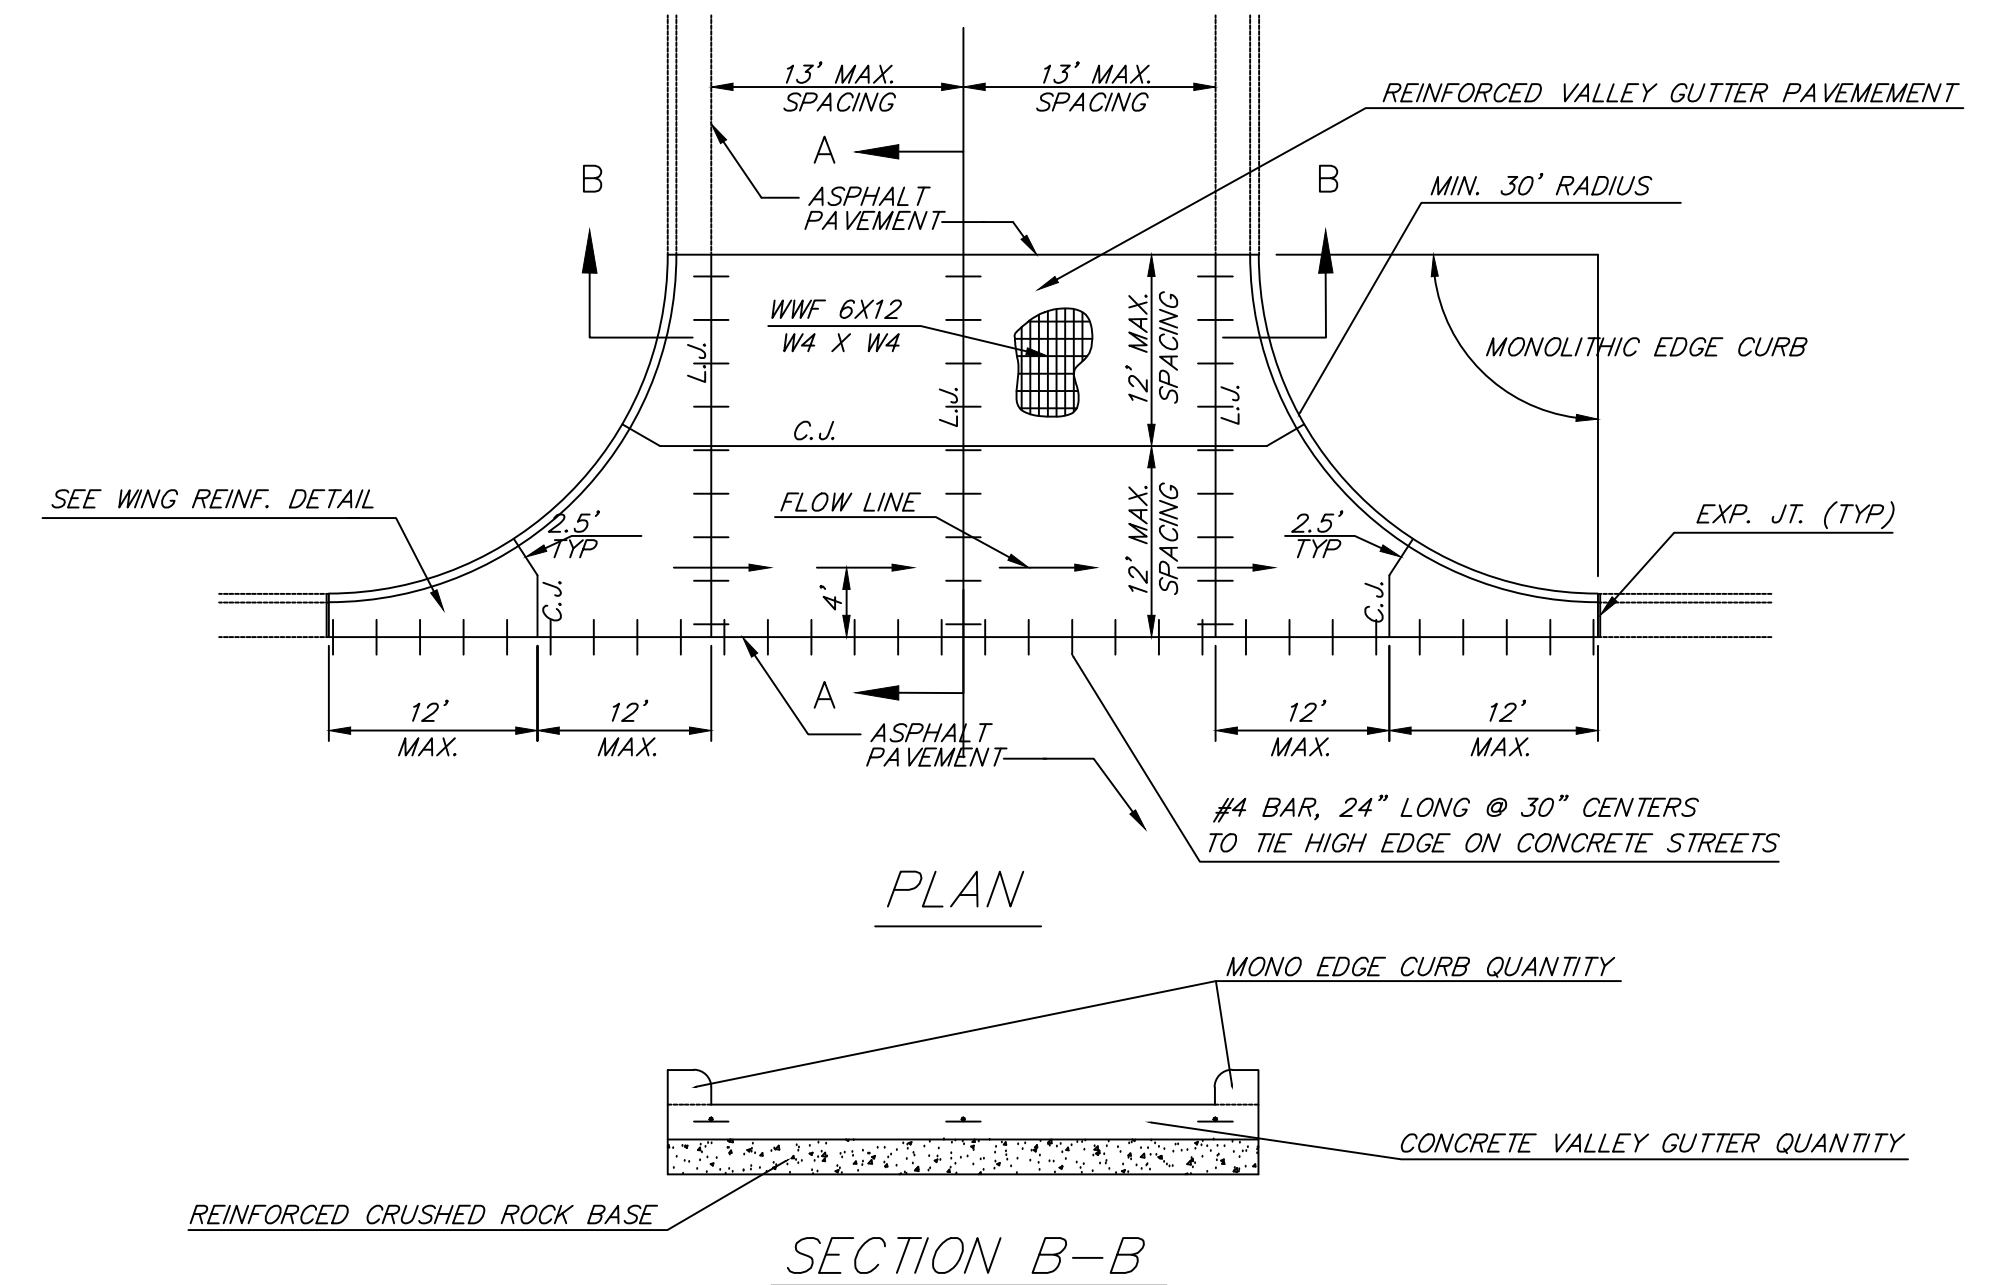 13' MAX.
SPACING
13' MAX.
SPACING
REINFORCED VALLEY GUTTER PAVEMEMENT
A
B
B
MIN. 30' RADIUS
ASPHALT
PAVEMENT
WWF 6X12
W4 X W4
12' MAX.
SPACING
MONOLITHIC EDGE CURB
L.J.
L.J.
L.J.
C.J.
SEE WING REINF. DETAIL
2.5'
TYP
FLOW LINE
12' MAX.
SPACING
2.5'
TYP
EXP. JT. (TYP)
C.J.
4'
C.J.
12'
MAX.
12'
MAX.
A
12'
MAX.
12'
MAX.
ASPHALT
PAVEMENT
#4 BAR, 24" LONG @ 30" CENTERS
TO TIE HIGH EDGE ON CONCRETE STREETS
PLAN
MONO EDGE CURB QUANTITY
CONCRETE VALLEY GUTTER QUANTITY
REINFORCED CRUSHED ROCK BASE
SECTION B-B